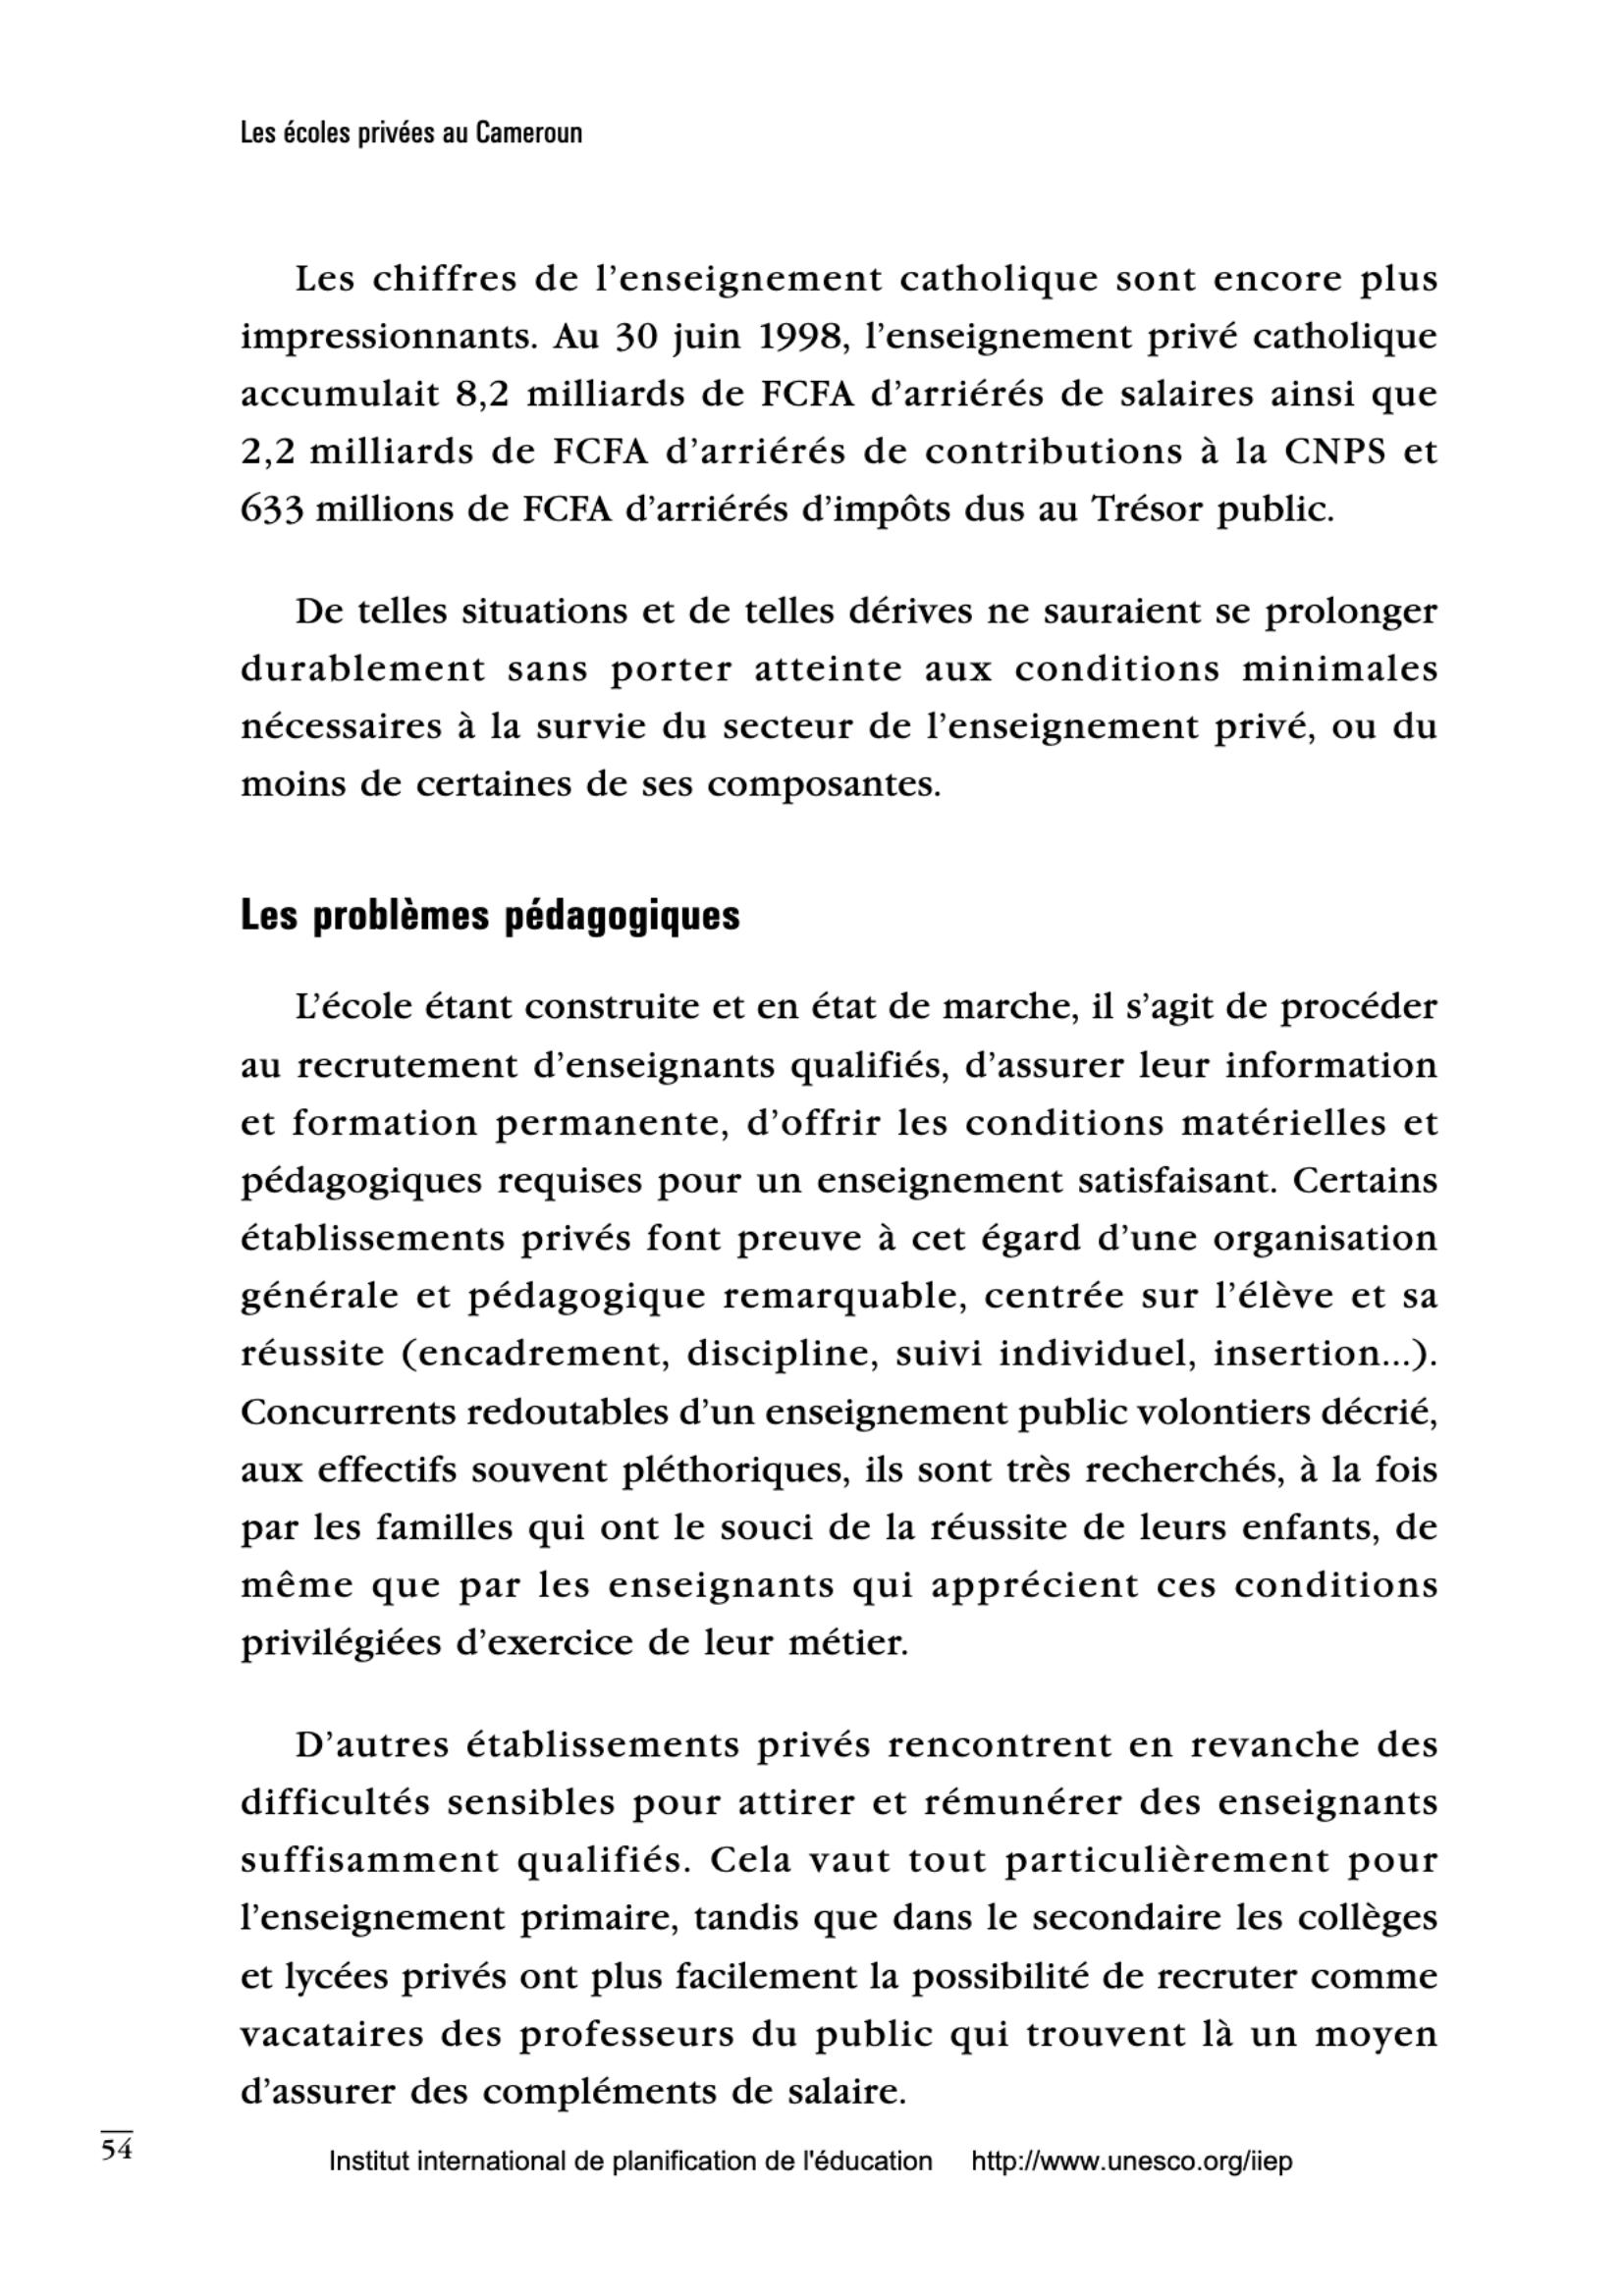 Les écoles privées au Cameroun
Les chiffres de l'enseignement catholique sont encore plus
impressionnants. Au 30 juin 1998, l'enseignement privé catholique
accumulait 8,2 milliards de FCFA d'arriérés de salaires ainsi que
2,2 milliards de FCFA d'arriérés de contributions à la CNPS et
633 millions de FCFA d'arriérés d'impôts dus au Trésor public.
De telles situations et de telles dérives ne sauraient se prolonger
durablement sans porter atteinte aux conditions minimales
nécessaires à la survie du secteur de l'enseignement privé, ou du
moins de certaines de ses composantes.
Les problèmes pédagogiques
L'école étant construite et en état de marche, il s'agit de procéder
au recrutement d'enseignants qualifiés, d'assurer leur information
et formation permanente, d'offrir les conditions matérielles et
pédagogiques requises pour un enseignement satisfaisant. Certains
établissements privés font preuve à cet égard d'une organisation
générale et pédagogique remarquable, centrée sur l'élève et sa
réussite (encadrement, discipline, suivi individuel, insertion...).
Concurrents redoutables d'un enseignement public volontiers décrié,
aux effectifs souvent pléthoriques, ils sont très recherchés, à la fois
par les familles qui ont le souci de la réussite de leurs enfants, de
même que par les enseignants qui apprécient ces conditions
privilégiées d'exercice de leur métier.
D'autres établissements privés rencontrent en revanche des
difficultés sensibles pour attirer et rémunérer des enseignants
suffisamment qualifiés. Cela vaut tout particulièrement pour
l'enseignement primaire, tandis que dans le secondaire les collèges
et lycées privés ont plus facilement la possibilité de recruter comme
vacataires des professeurs du public qui trouvent là un moyen
d'assurer des compléments de salaire.
54
Institut international de planification de l'éducation http://www.unesco.org/iiep